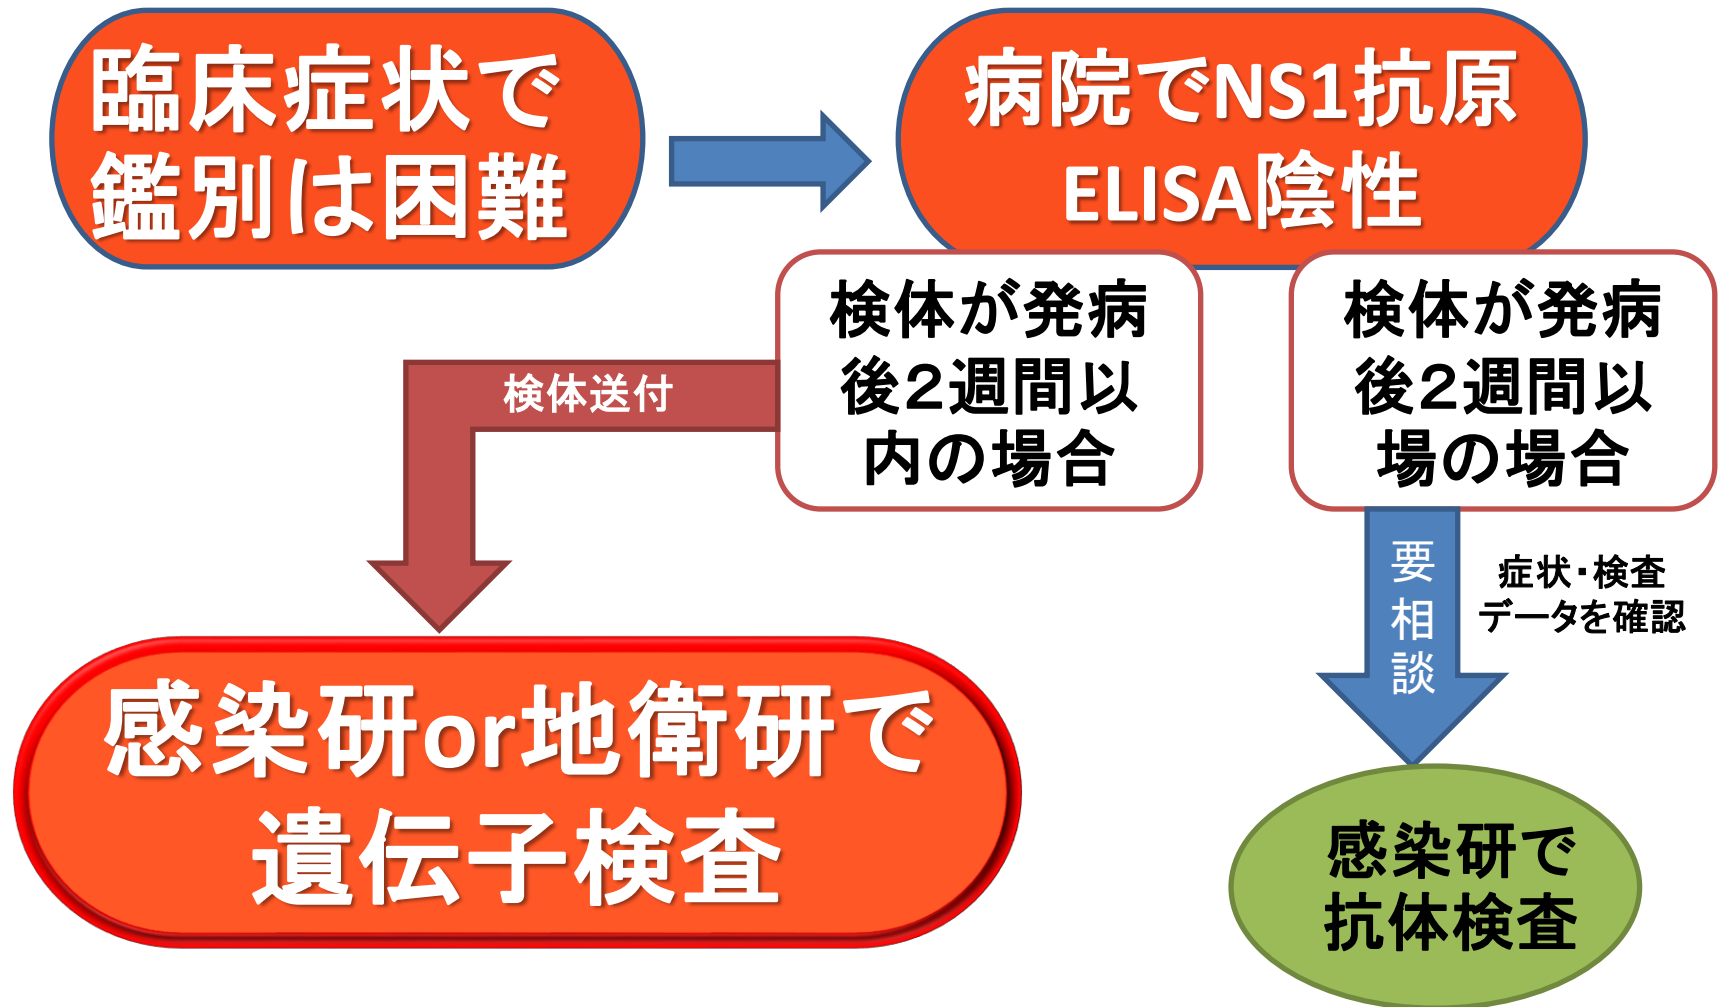 臨床症状で
鑑別は困難
病院でNS1抗原
ELISA陰性
検体が発病
後２週間以
内の場合
検体が発病
後２週間以
場の場合
検体送付
要
相
談
症状・検査
データを確認
感染研or地衛研で
遺伝子検査
感染研で
抗体検査